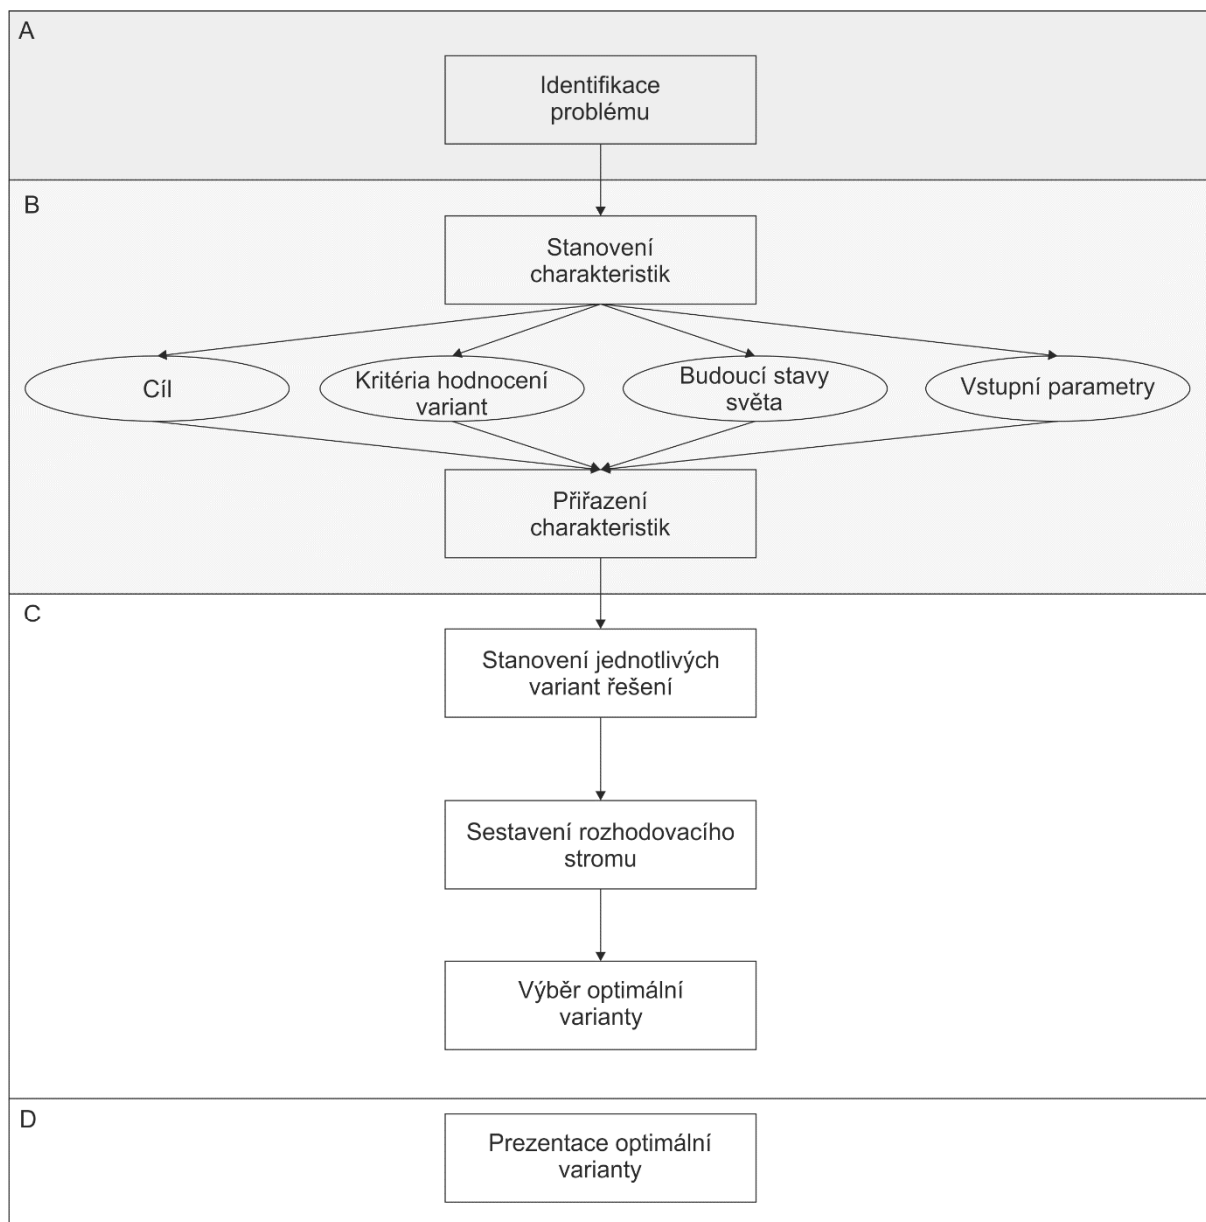 A
Identifikace
problému
B
Stanovení
charakteristik
Cíl
Kritéria hodnocení
variant
Budoucí stavy
světa
Vstupní parametry
Přiřazení
charakteristik
C
Stanovení jednotlivých
variant řešení
Sestavení rozhodovacího
stromu
Výběr optimální
varianty
D
Prezentace optimální
varianty